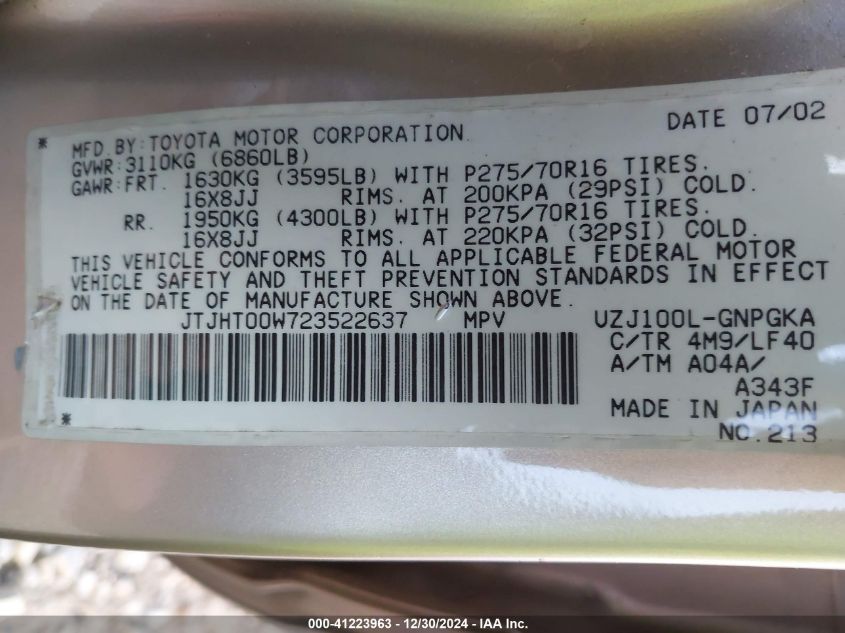 DATE 07/02
MFD BY: TOYOTA MOTOR CORPORATION
GVWR: 3110KG (6860LB)
GAWR: FRT. 1630KG (3595LB) WITH P275/70R16 TIRES.
16X8JJ RIMS. AT 200KPA (29PSI) COLD.
RR. 1950KG (4300LB) WITH P275/70R16 TIRES.
16X8JJ RIMS. AT 220KPA (32PSI) COLD.
THIS VEHICLE CONFORMS TO ALL APPLICABLE FEDERAL MOTOR
VEHICLE SAFETY AND THEFT PREVENTION STANDARDS IN EFFECT
ON THE DATE OF MANUFACTURE SHOWN ABOVE.
JTJHT00W723522637 MPV UZJ100L-GNPGKA
C/TR 4M9/LF40
A/TM A04A/
A343F
MADE IN JAPAN
NO.213
000-41223963 - 12/30/2024 - IAA Inc.